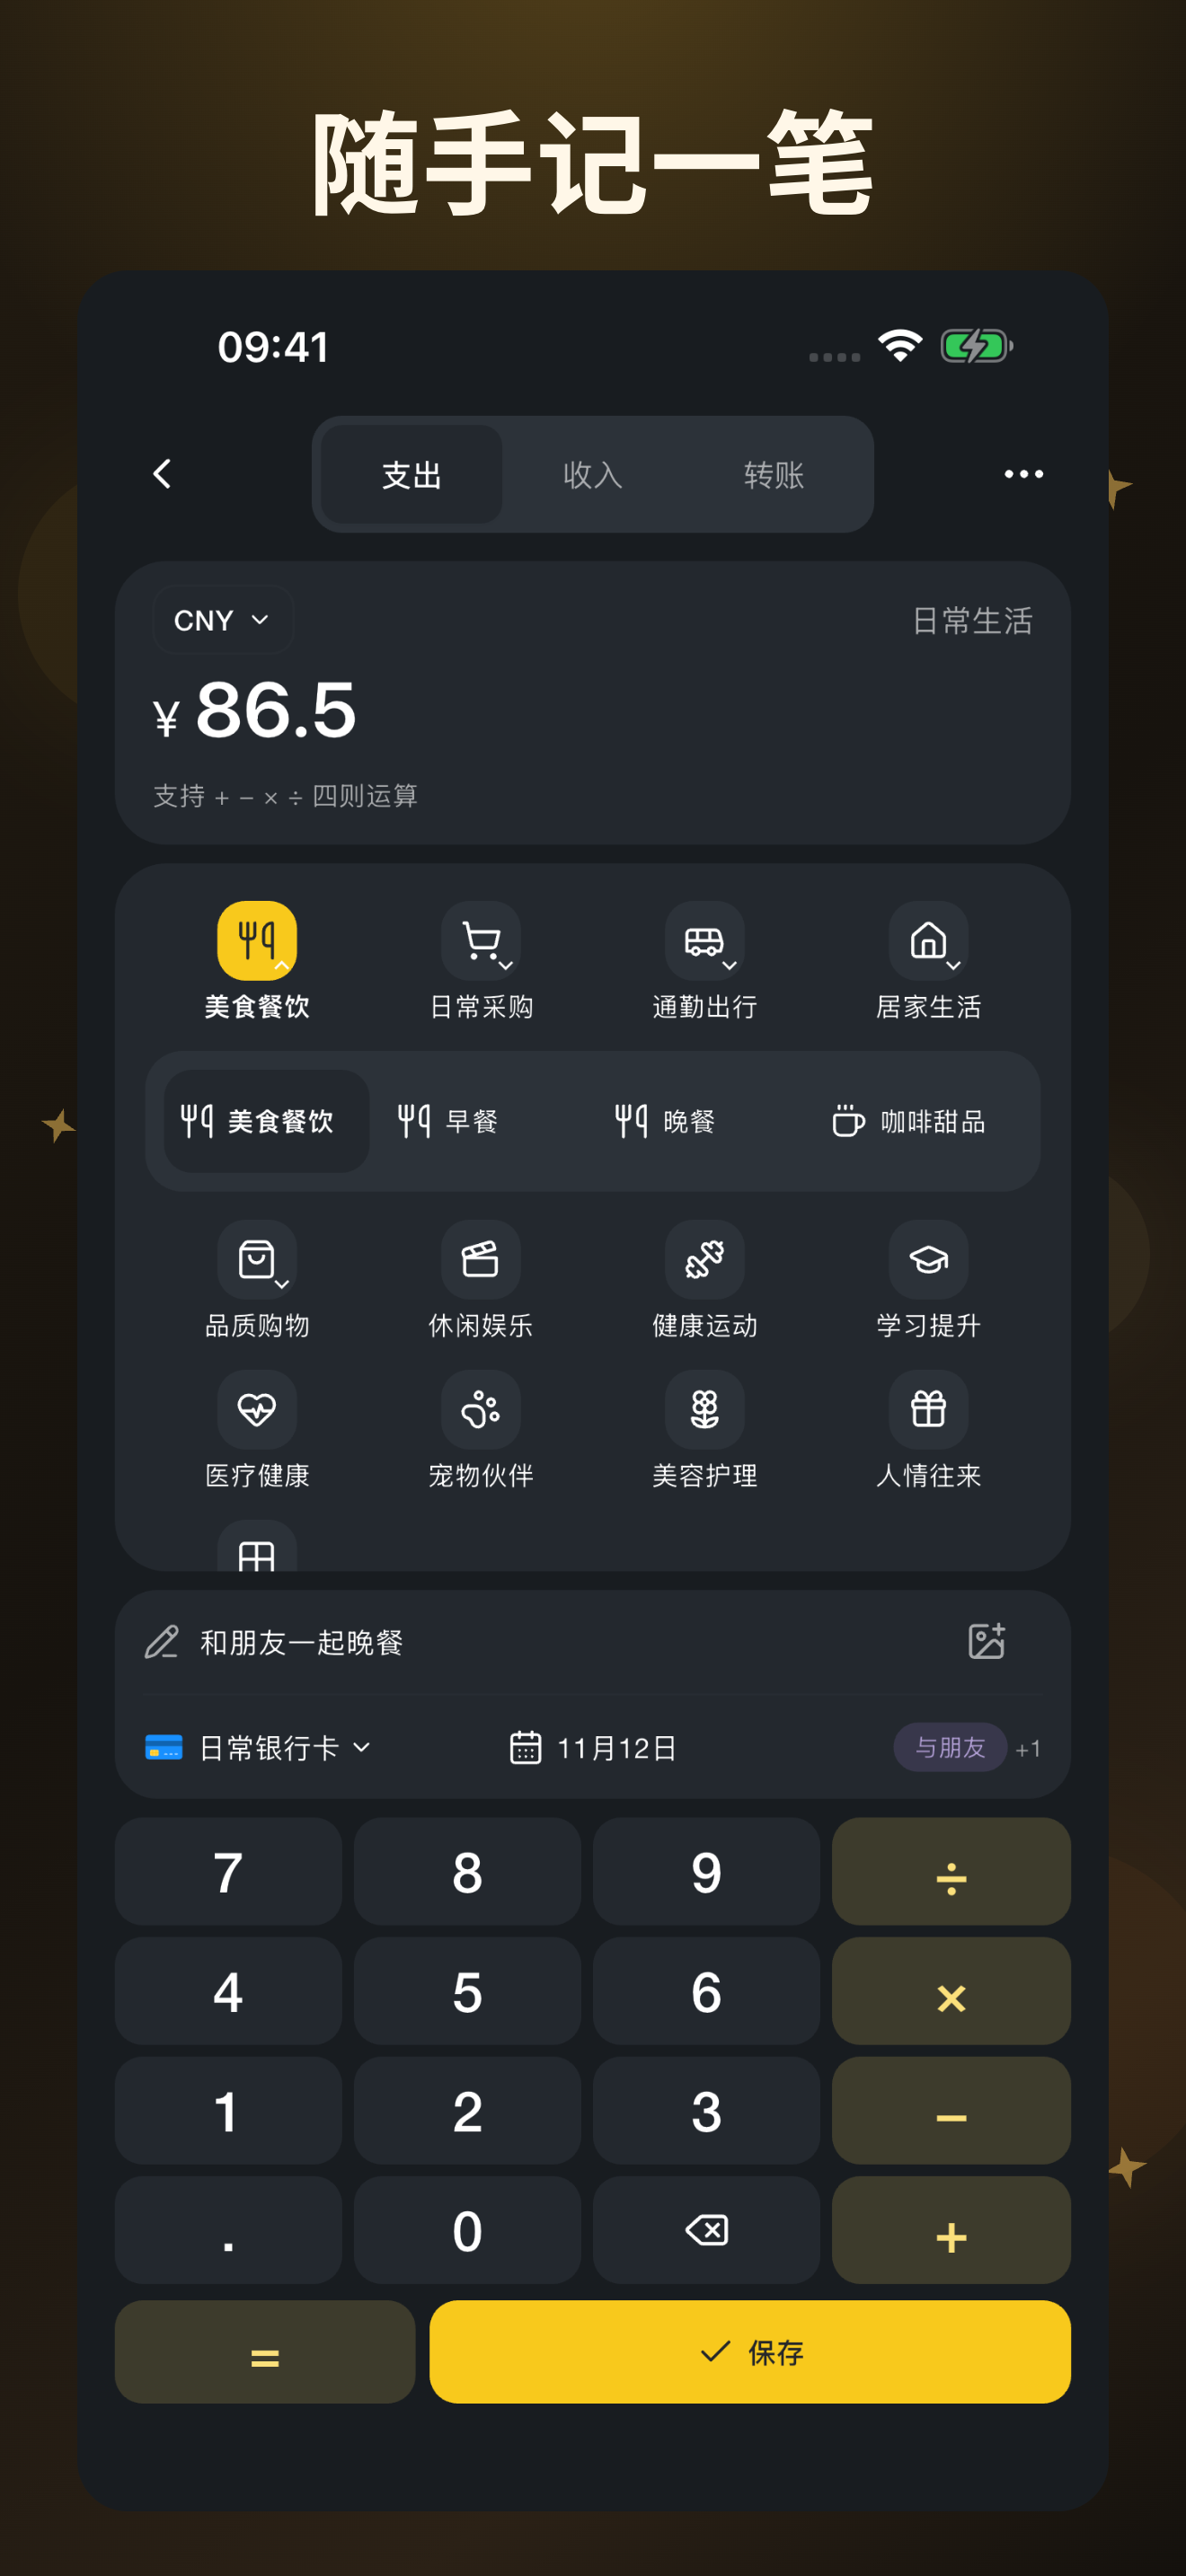 随手记一笔
09:41
支出 收入 转账
CNY 日常生活
¥ 86.5
支持 + − × ÷ 四则运算
美食餐饮 日常采购 通勤出行 居家生活
美食餐饮 早餐 晚餐 咖啡甜品
品质购物 休闲娱乐 健康运动 学习提升
医疗健康 宠物伙伴 美容护理 人情往来
和朋友一起晚餐
日常银行卡 11月12日 与朋友 +1
7 8 9 ÷
4 5 6 ×
1 2 3 −
. 0 +
= 保存